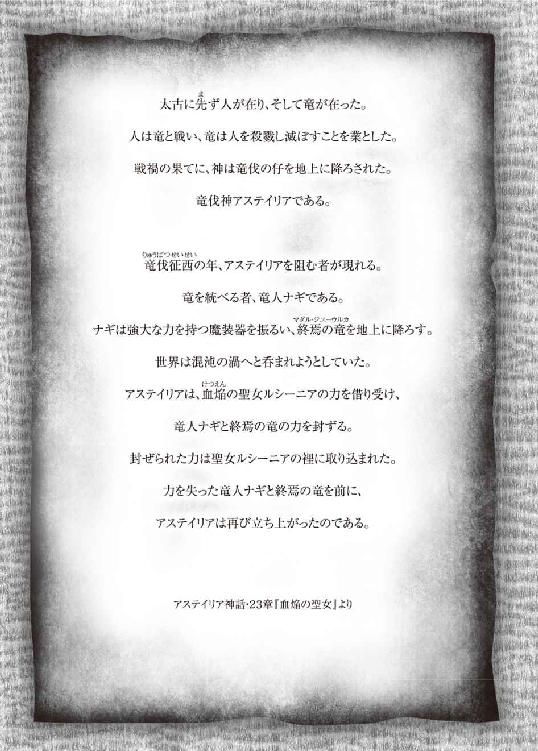 太古に先ず人が在り、そして竜が在った。
人は竜と戦い、竜は人を殺戮し滅ぼすことを業とした。
戦禍の果てに、神は竜伐の仔を地上に降ろされた。
竜伐神アステイリアである。
竜伐征西の年、アステイリアを阻む者が現れる。
竜を統べる者、竜人ナギである。
ナギは強大な力を持つ魔装器を振るい、終焉の竜を地上に降ろす。
世界は混沌の渦へと呑まれようとしていた。
アステイリアは、血焔の聖女ルシーニアの力を借り受け、
竜人ナギと終焉の竜の力を封ずる。
封ぜられた力は聖女ルシーニアの裡に取り込まれた。
力を失った竜人ナギと終焉の竜を前に、
アステイリアは再び立ち上がったのである。
アステイリア神話・23章『血焔の聖女』より